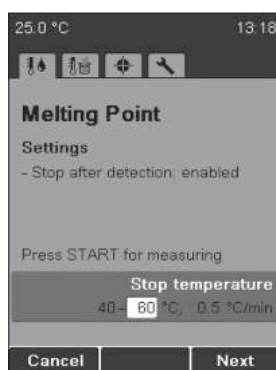 25.0 °C 13:18
Melting Point
Settings
- Stop after detection: enabled
Press START for measuring
Stop temperature
40 - 60 °C, 0.5 °C/min
Cancel Next